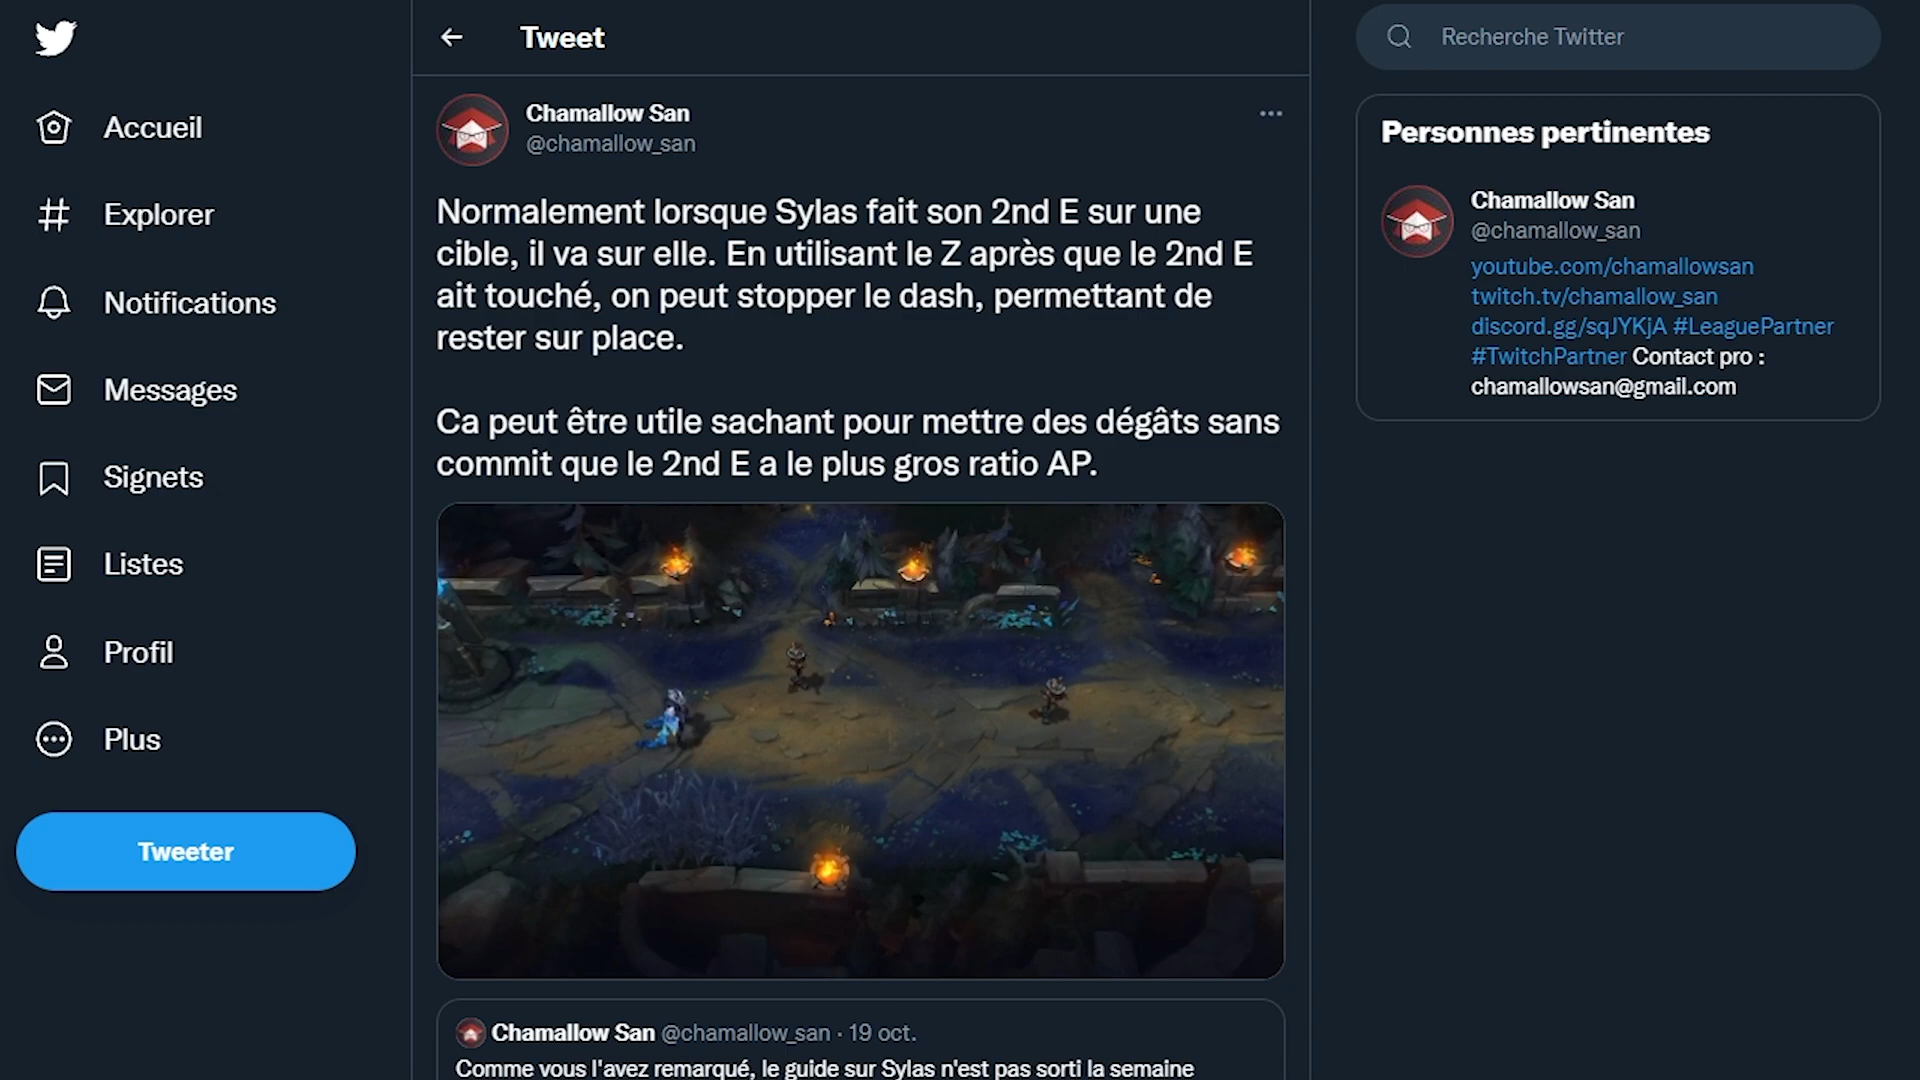 Accueil
Explorer
Notifications
Messages
Signets
Listes
Profil
Plus
Tweeter
Tweet
Chamallow San
@chamallow_san
Normalement lorsque Sylas fait son 2nd E sur une
cible, il va sur elle. En utilisant le Z après que le 2nd E
ait touché, on peut stopper le dash, permettant de
rester sur place.
Ca peut être utile sachant pour mettre des dégâts sans
commit que le 2nd E a le plus gros ratio AP.
Chamallow San @chamallow_san · 19 oct.
Comme vous l'avez remarqué, le guide sur Sylas n'est pas sorti la semaine
Recherche Twitter
Personnes pertinentes
Chamallow San
@chamallow_san
youtube.com/chamallowsan
twitch.tv/chamallow_san
discord.gg/sqJYKjA #LeaguePartner
#TwitchPartner Contact pro :
chamallowsan@gmail.com